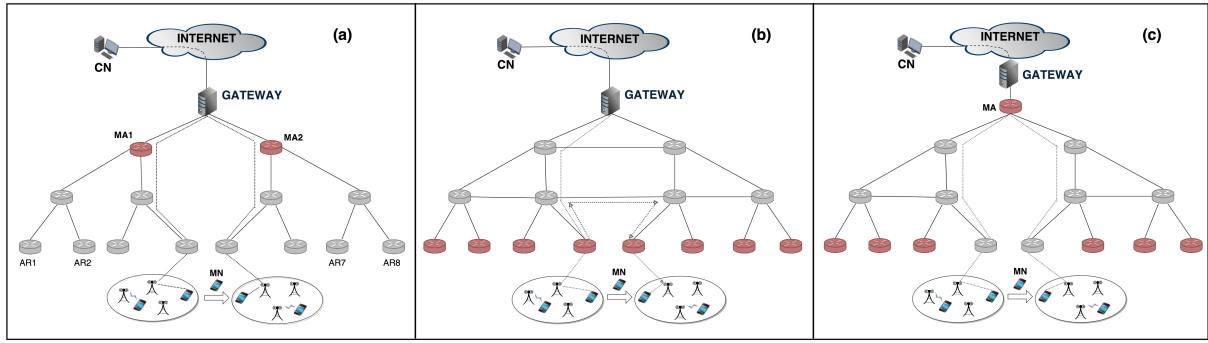 (a)
INTERNET
CN
GATEWAY
MA1
MA2
AR1
AR2
AR7
AR8
MN
(b)
INTERNET
CN
GATEWAY
MN
(c)
INTERNET
CN
GATEWAY
MA
MN